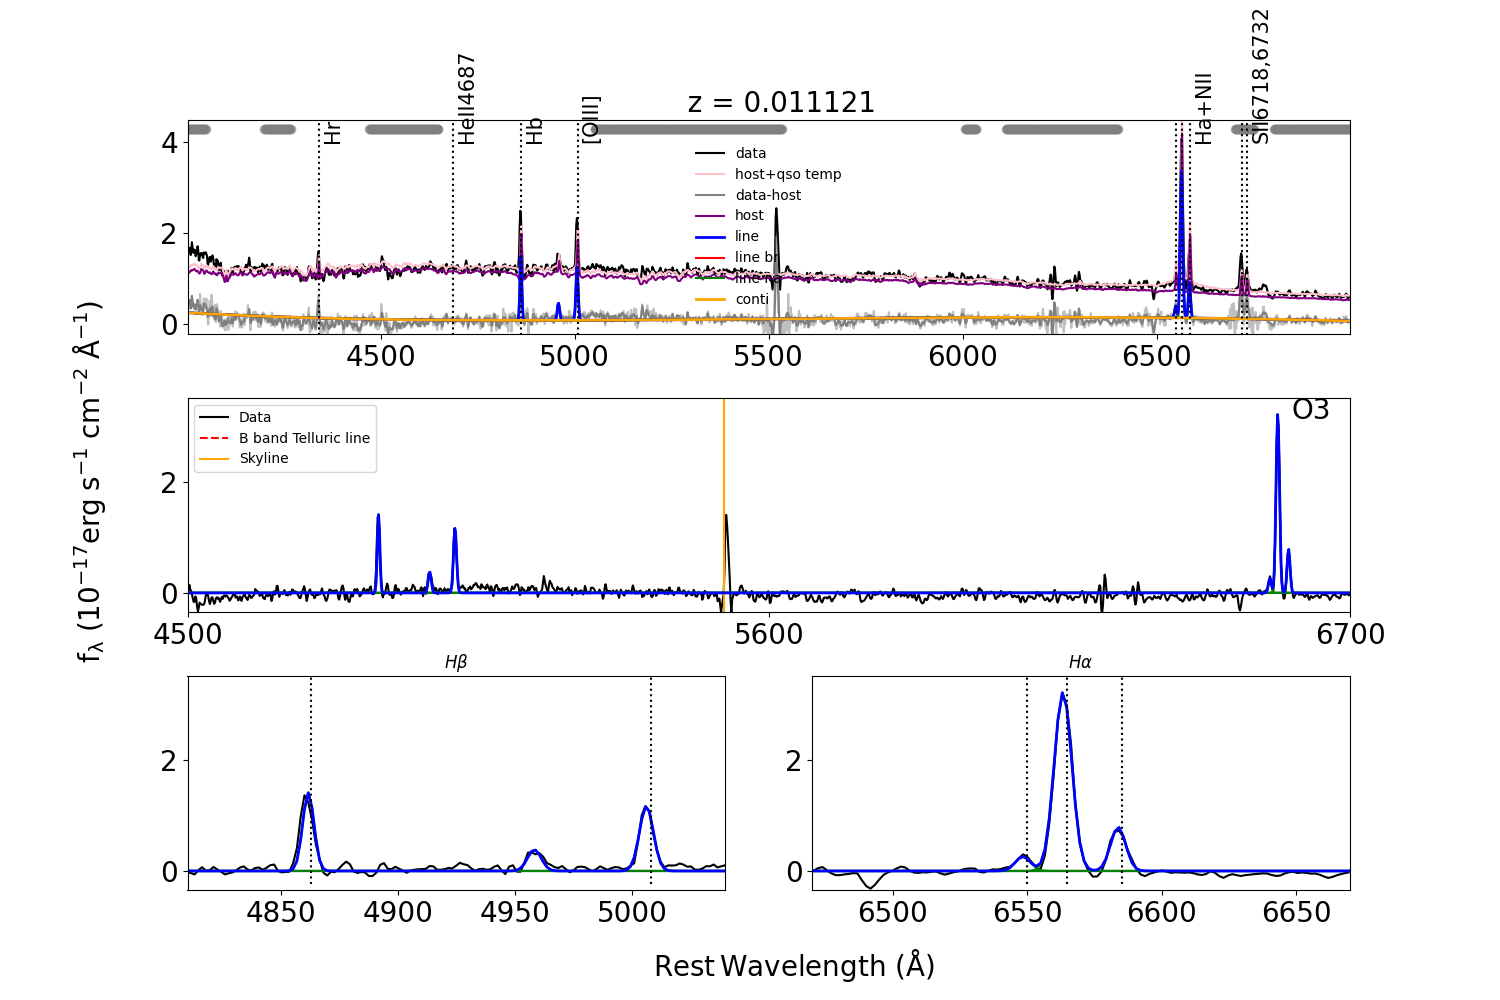 z = 0.011121
Hr
HeII4687
Hb
[OIII]
Ha+NII
SII6718,6732
data
host+qso temp
data-host
host
line
line br
conti
4
2
0
4500
5000
5500
6000
6500
Data
B band Telluric line
Skyline
O3
2
0
4500
5600
6700
fλ (10⁻¹⁷erg s⁻¹ cm⁻² Å⁻¹)
Hβ
2
0
4850
4900
4950
5000
Hα
2
0
6500
6550
6600
6650
Rest Wavelength (Å)